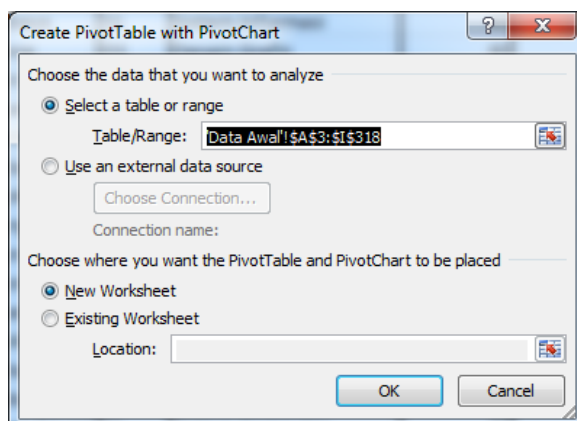 Create PivotTable with PivotChart
Choose the data that you want to analyze
Select a table or range
Table/Range: 'Data Awal'!$A$3:$I$318
Use an external data source
Choose Connection...
Connection name:
Choose where you want the PivotTable and PivotChart to be placed
New Worksheet
Existing Worksheet
Location:
OK Cancel